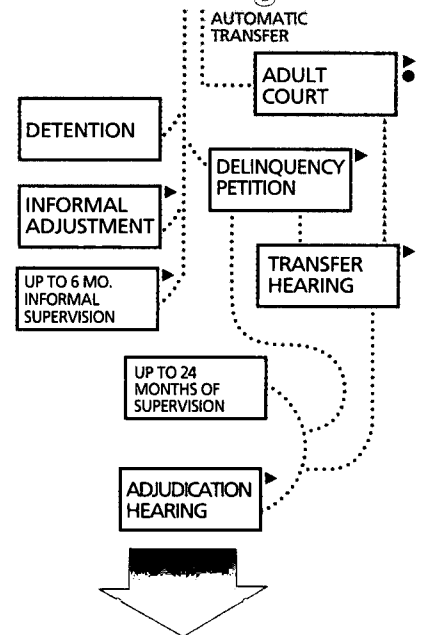 AUTOMATIC
TRANSFER
ADULT
COURT
DETENTION
DELINQUENCY
PETITION
INFORMAL
ADJUSTMENT
TRANSFER
HEARING
UP TO 6 MO.
INFORMAL
SUPERVISION
UP TO 24
MONTHS OF
SUPERVISION
ADJUDICATION
HEARING